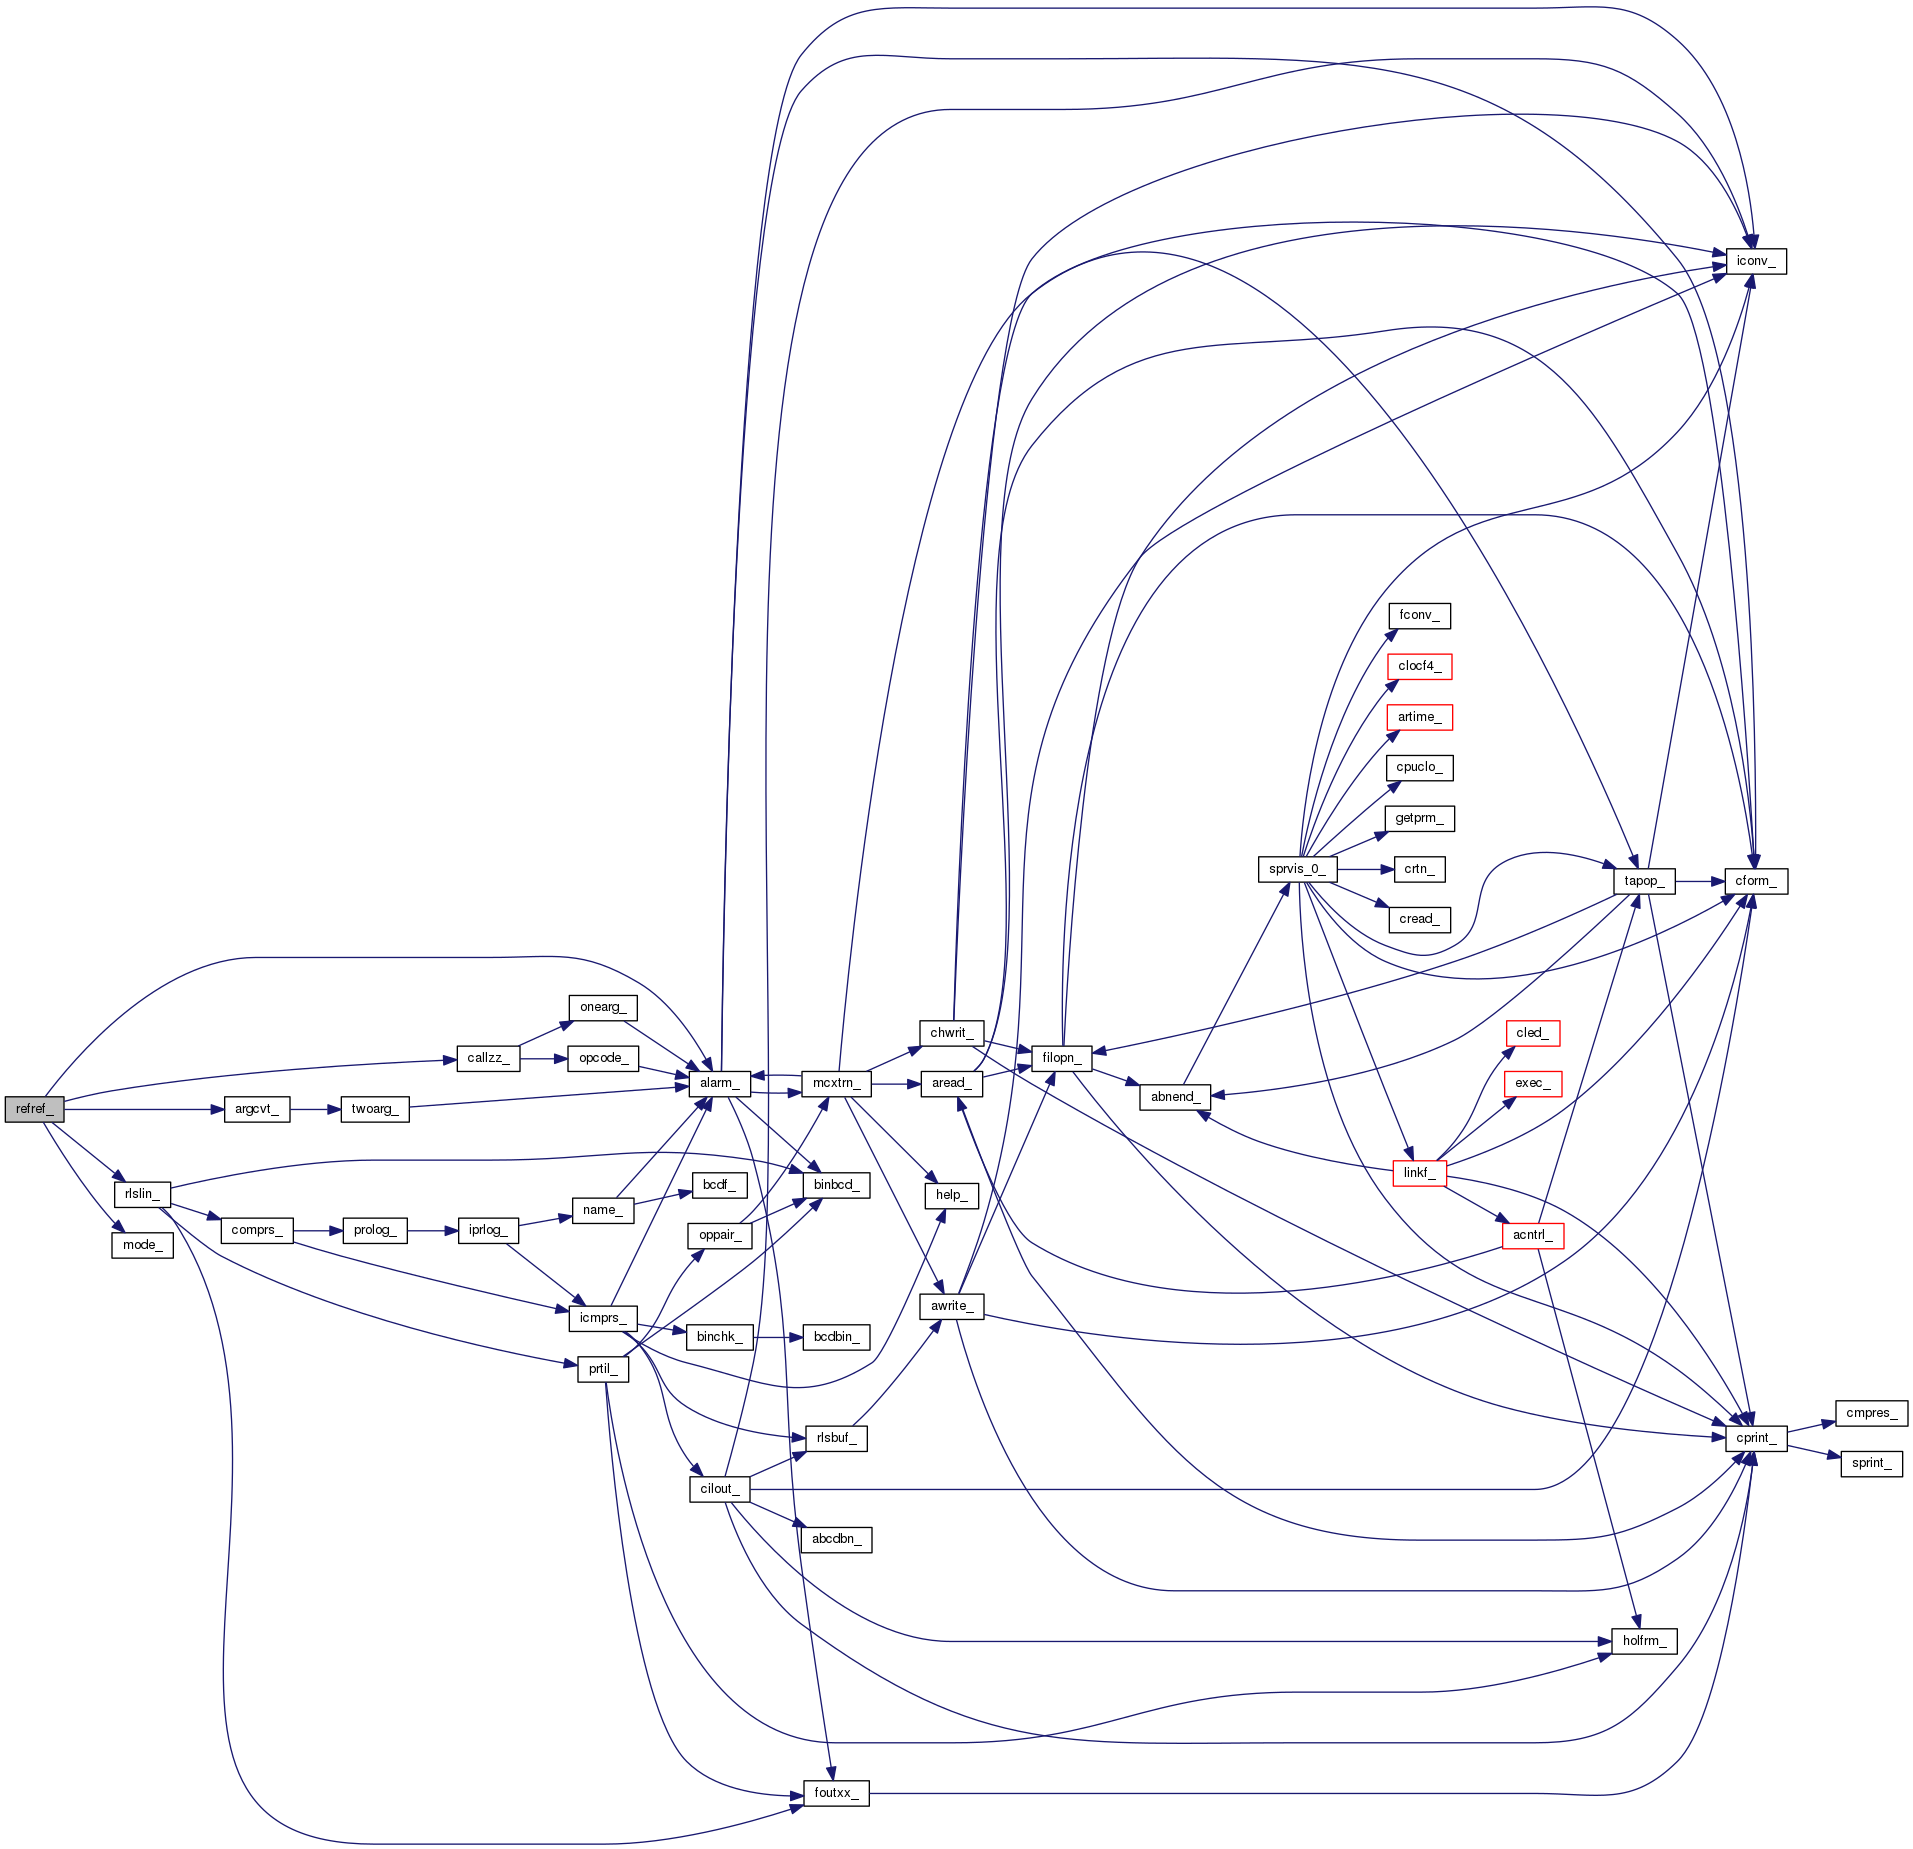 iconv_
fconv_
clocf4_
artime_
cpuclo_
getprm_
sprvis_0_
crtn_
tapop_
cform_
cread_
onearg_
chwrit_
cled_
callzz_
opcode_
filopn_
alarm_
mcxtrn_
aread_
exec_
abnend_
refref_
argcvt_
twoarg_
linkf_
rlslin_
bcdf_
binbcd_
help_
name_
comprs_
prolog_
iprlog_
oppair_
acntrl_
mode_
awrite_
icmprs_
binchk_
bcdbin_
prtil_
cmpres_
rlsbuf_
cprint_
sprint_
cilout_
abcdbn_
holfrm_
foutxx_